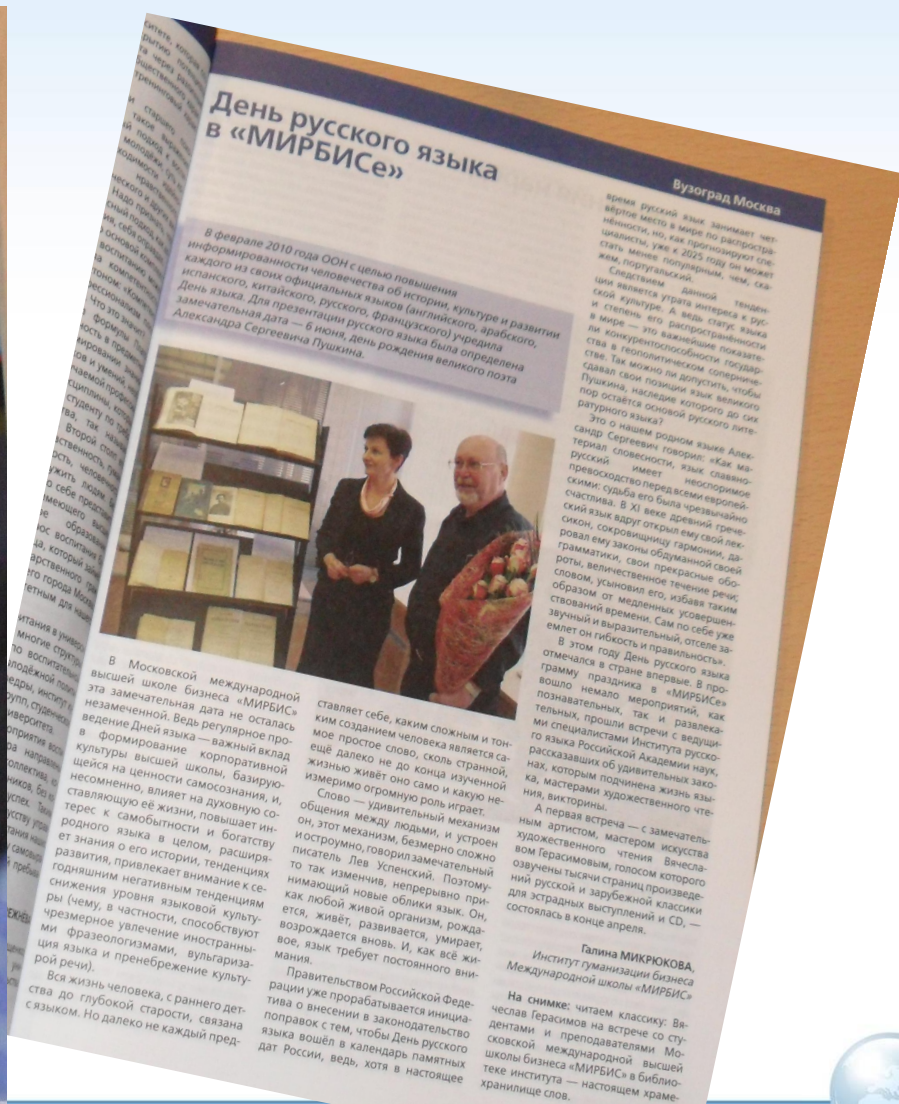 Вузоград Москва
День русского языка
в «МИРБИСе»
В феврале 2010 года ООН с целью повышения
информированности человечества об истории, культуре и развитии
каждого из своих официальных языков (английского, арабского,
испанского, китайского, русского, французского) учредила
День языка. Для презентации русского языка была определена
замечательная дата — 6 июня, день рождения великого поэта
Александра Сергеевича Пушкина.
В Московской международной
высшей школе бизнеса «МИРБИС»
эта замечательная дата не осталась
незамеченной. Ведь регулярное про-
ведение Дней языка — важный вклад
в формирование корпоративной
культуры высшей школы, базирую-
щейся на ценности самосознания, и,
несомненно, влияет на духовную со-
ставляющую её жизни, повышает ин-
терес к самобытности и богатству
родного языка в целом, расширя-
ет знания о его истории, тенденциях
развития, привлекает внимание к се-
годняшним негативным тенденциям
снижения уровня языковой культу-
ры (чему, в частности, способствуют
чрезмерное увлечение иностранны-
ми фразеологизмами, вульгариза-
ция языка и пренебрежение культу-
рой речи).
Вся жизнь человека, с раннего дет-
ства до глубокой старости, связана
с языком. Но далеко не каждый пред-
ставляет себе, каким сложным и тон-
ким созданием человека является са-
мое простое слово, сколь странной,
ещё далеко не до конца изученной
жизнью живёт оно само и какую не-
измеримо огромную роль играет.
Слово — удивительный механизм
общения между людьми, и устроен
он, этот механизм, безмерно сложно
и остроумно, говорил замечательный
писатель Лев Успенский. Поэтому-
то так изменчив, непрерывно при-
нимающий новые облики язык. Он,
как любой живой организм, рожда-
ется, живёт, развивается, умирает,
возрождается вновь. И, как всё жи-
вое, язык требует постоянного вни-
мания.
Правительством Российской Феде-
рации уже прорабатывается инициа-
тива о внесении в законодательство
поправок с тем, чтобы День русского
языка вошёл в календарь памятных
дат России, ведь, хотя в настоящее
время русский язык занимает чет-
вёртое место в мире по распростра-
нённости, но, как прогнозируют спе-
циалисты, уже к 2025 году он может
стать менее популярным, чем, ска-
жем, португальский.
Следствием данной тенден-
ции является утрата интереса к рус-
ской культуре. А ведь статус языка
и степень его распространённости
в мире — это важнейшие показате-
ли конкурентоспособности государ-
ства в геополитическом соперниче-
стве. Так можно ли допустить, чтобы
сдавал свои позиции язык великого
Пушкина, наследие которого до сих
пор остаётся основой русского лите-
ратурного языка?
Это о нашем родном языке Алек-
сандр Сергеевич говорил: «Как ма-
териал словесности, язык славяно-
русский имеет неоспоримое
превосходство перед всеми европей-
скими: судьба его была чрезвычайно
счастлива. В XI веке древний грече-
ский язык вдруг открыл ему свой лек-
сикон, сокровищницу гармонии, да-
ровал ему законы обдуманной своей
грамматики, свои прекрасные обо-
роты, величественное течение речи;
словом, усыновил его, избавя таким
образом от медленных усовершен-
ствований времени. Сам по себе уже
звучный и выразительный, отселе за-
емлет он гибкость и правильность».
В этом году День русского языка
отмечался в стране впервые. В про-
грамму праздника в «МИРБИСе»
вошло немало мероприятий, как
познавательных, так и развлека-
тельных, прошли встречи с ведущи-
ми специалистами Института русско-
го языка Российской Академии наук,
рассказавших об удивительных зако-
нах, которым подчинена жизнь язы-
ка, мастерами художественного чте-
ния, викторины.
А первая встреча — с замечатель-
ным артистом, мастером искусства
художественного чтения Вячесла-
вом Герасимовым, голосом которого
озвучены тысячи страниц произведе-
ний русской и зарубежной классики
для эстрадных выступлений и CD, —
состоялась в конце апреля.
Галина МИКРЮКОВА,
Институт гуманизации бизнеса
Международной школы «МИРБИС»
На снимке: читаем классику: Вя-
чеслав Герасимов на встрече со сту-
дентами и преподавателями Мо-
сковской международной высшей
школы бизнеса «МИРБИС» в библио-
теке института — настоящем храме-
хранилище слов.